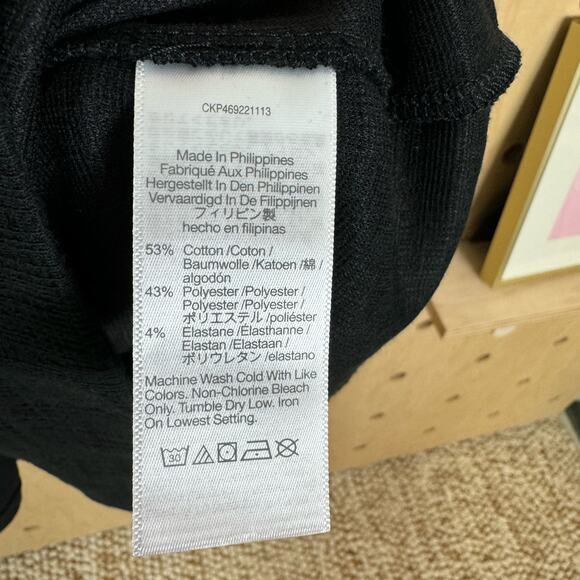 CKP469221113
Made In Philippines
Fabriqué Aux Philippines
Hergestellt In Den Philippinen
Vervaardigd In De Filippijnen
フィリピン製
hecho en filipinas
53% Cotton /Coton /
Baumwolle /Katoen /綿 /
algodón
43% Polyester /Polyester /
Polyester /Polyester /
ポリエステル /poliéster
4% Elastane /Élasthanne /
Elastan /Elastaan /
ポリウレタン /elastano
Machine Wash Cold With Like
Colors. Non-Chlorine Bleach
Only. Tumble Dry Low. Iron
On Lowest Setting.
30